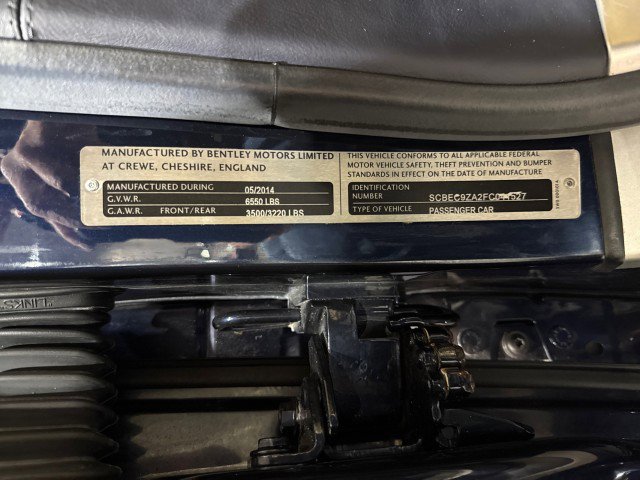 MANUFACTURED BY BENTLEY MOTORS LIMITED
AT CREWE, CHESHIRE, ENGLAND
MANUFACTURED DURING 05/2014
G.V.W.R. 6550 LBS
G.A.W.R. FRONT/REAR 3500/3220 LBS
THIS VEHICLE CONFORMS TO ALL APPLICABLE FEDERAL
MOTOR VEHICLE SAFETY, THEFT PREVENTION AND BUMPER
STANDARDS IN EFFECT ON THE DATE OF MANUFACTURE
IDENTIFICATION
NUMBER
TYPE OF VEHICLE PASSENGER CAR